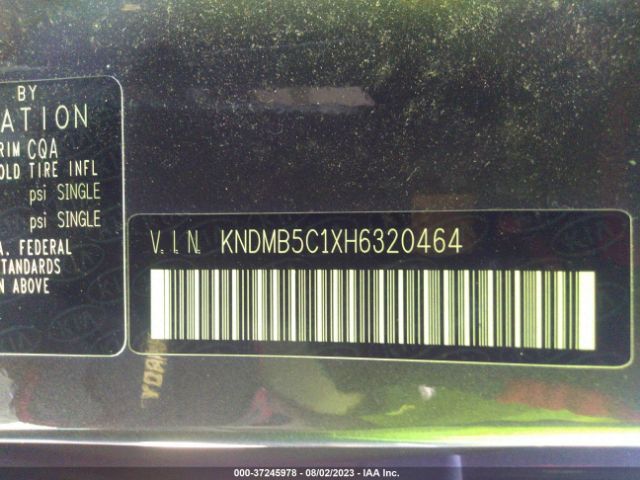 BY
ATION
RIM CQA
OLD TIRE INFL
psi SINGLE
psi SINGLE
A. FEDERAL
TANDARDS
N ABOVE
V.I.N. KNDMB5C1XH6320464
000-37245978 - 08/02/2023 - IAA Inc.